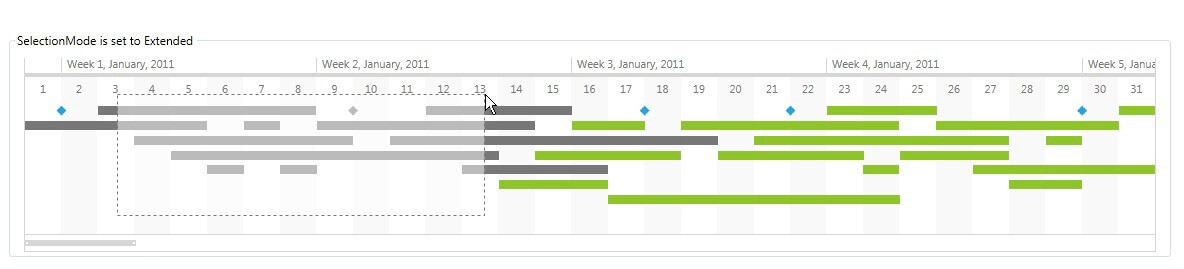 SelectionMode is set to Extended
Week 1, January, 2011 Week 2, January, 2011 Week 3, January, 2011 Week 4, January, 2011 Week 5, Janua
1 2 3 4 5 6 7 8 9 10 11 12 13 14 15 16 17 18 19 20 21 22 23 24 25 26 27 28 29 30 31